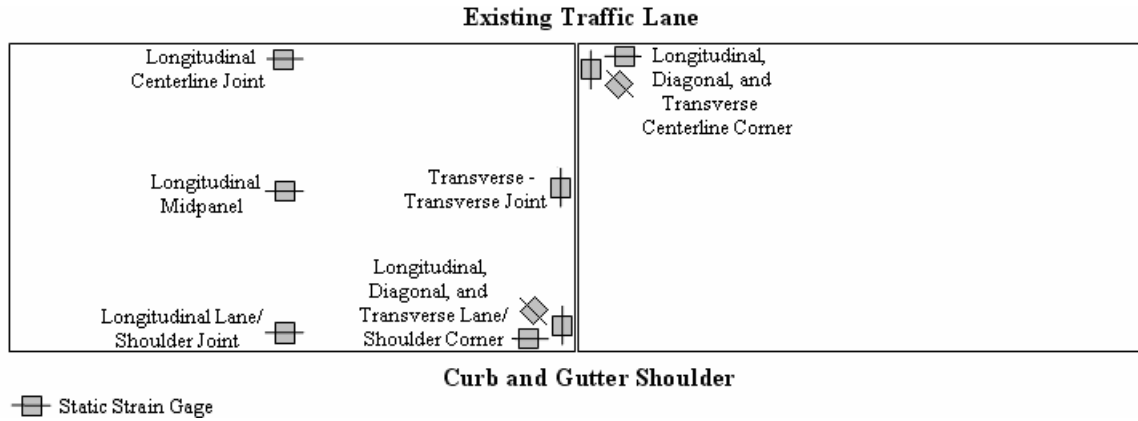 Existing Traffic Lane
Longitudinal
Centerline Joint
Longitudinal,
Diagonal, and
Transverse
Centerline Corner
Longitudinal
Midpanel
Transverse -
Transverse Joint
Longitudinal,
Diagonal, and
Transverse Lane/
Shoulder Corner
Longitudinal Lane/
Shoulder Joint
Curb and Gutter Shoulder
Static Strain Gage